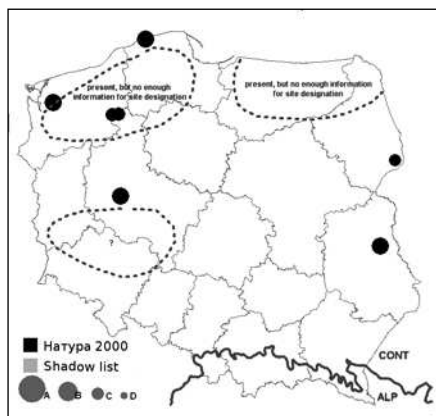 present, but no enough
information for site designation
present, but no enough information
for site designation
?
Натура 2000
Shadow list
A B C D
CONT
ALP